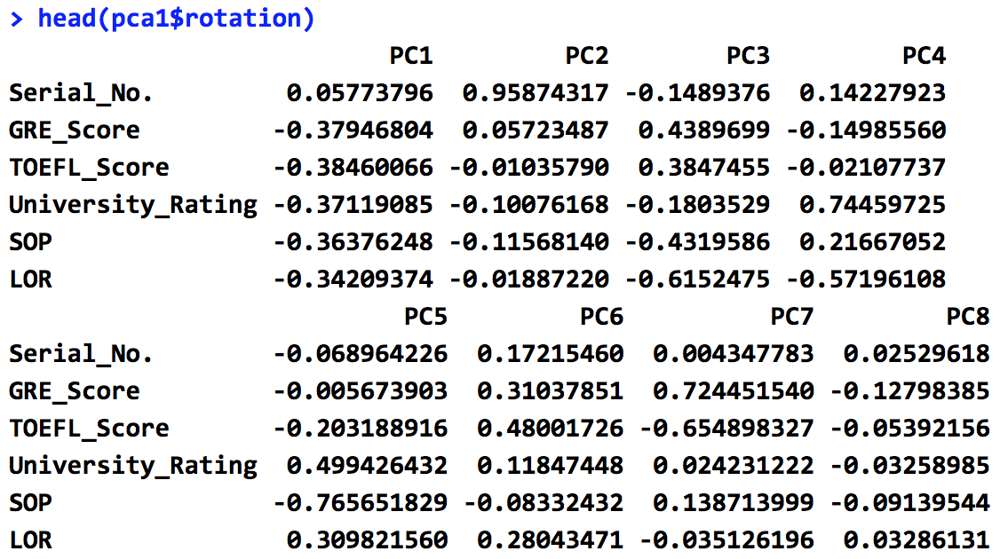 > head(pca1$rotation)
PC1 PC2 PC3 PC4
Serial_No. 0.05773796 0.95874317 -0.1489376 0.14227923
GRE_Score -0.37946804 0.05723487 0.4389699 -0.14985560
TOEFL_Score -0.38460066 -0.01035790 0.3847455 -0.02107737
University_Rating -0.37119085 -0.10076168 -0.1803529 0.74459725
SOP -0.36376248 -0.11568140 -0.4319586 0.21667052
LOR -0.34209374 -0.01887220 -0.6152475 -0.57196108
PC5 PC6 PC7 PC8
Serial_No. -0.068964226 0.17215460 0.004347783 0.02529618
GRE_Score -0.005673903 0.31037851 0.724451540 -0.12798385
TOEFL_Score -0.203188916 0.48001726 -0.654898327 -0.05392156
University_Rating 0.499426432 0.11847448 0.024231222 -0.03258985
SOP -0.765651829 -0.08332432 0.138713999 -0.09139544
LOR 0.309821560 0.28043471 -0.035126196 0.03286131